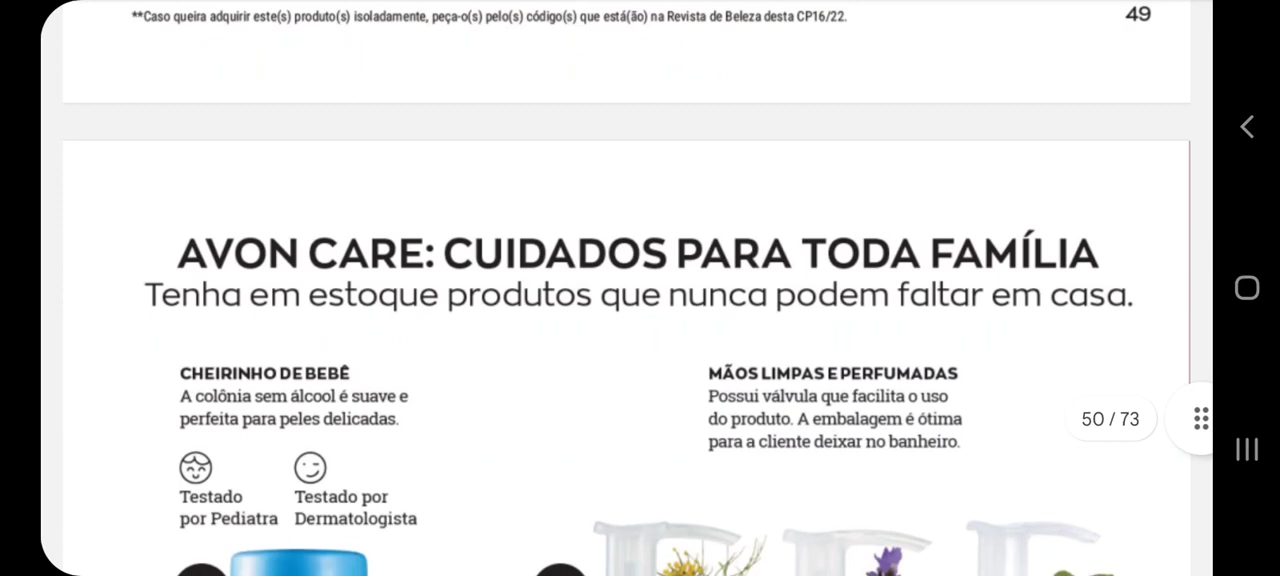 **Caso queira adquirir este(s) produto(s) isoladamente, peça-o(s) pelo(s) código(s) que está(ão) na Revista de Beleza desta CP16/22.
49
AVON CARE: CUIDADOS PARA TODA FAMÍLIA
Tenha em estoque produtos que nunca podem faltar em casa.
CHEIRINHO DE BEBÊ
A colônia sem álcool é suave e
perfeita para peles delicadas.
Testado
por Pediatra
Testado por
Dermatologista
MÃOS LIMPAS E PERFUMADAS
Possui válvula que facilita o uso
do produto. A embalagem é ótima
para a cliente deixar no banheiro.
50 / 73